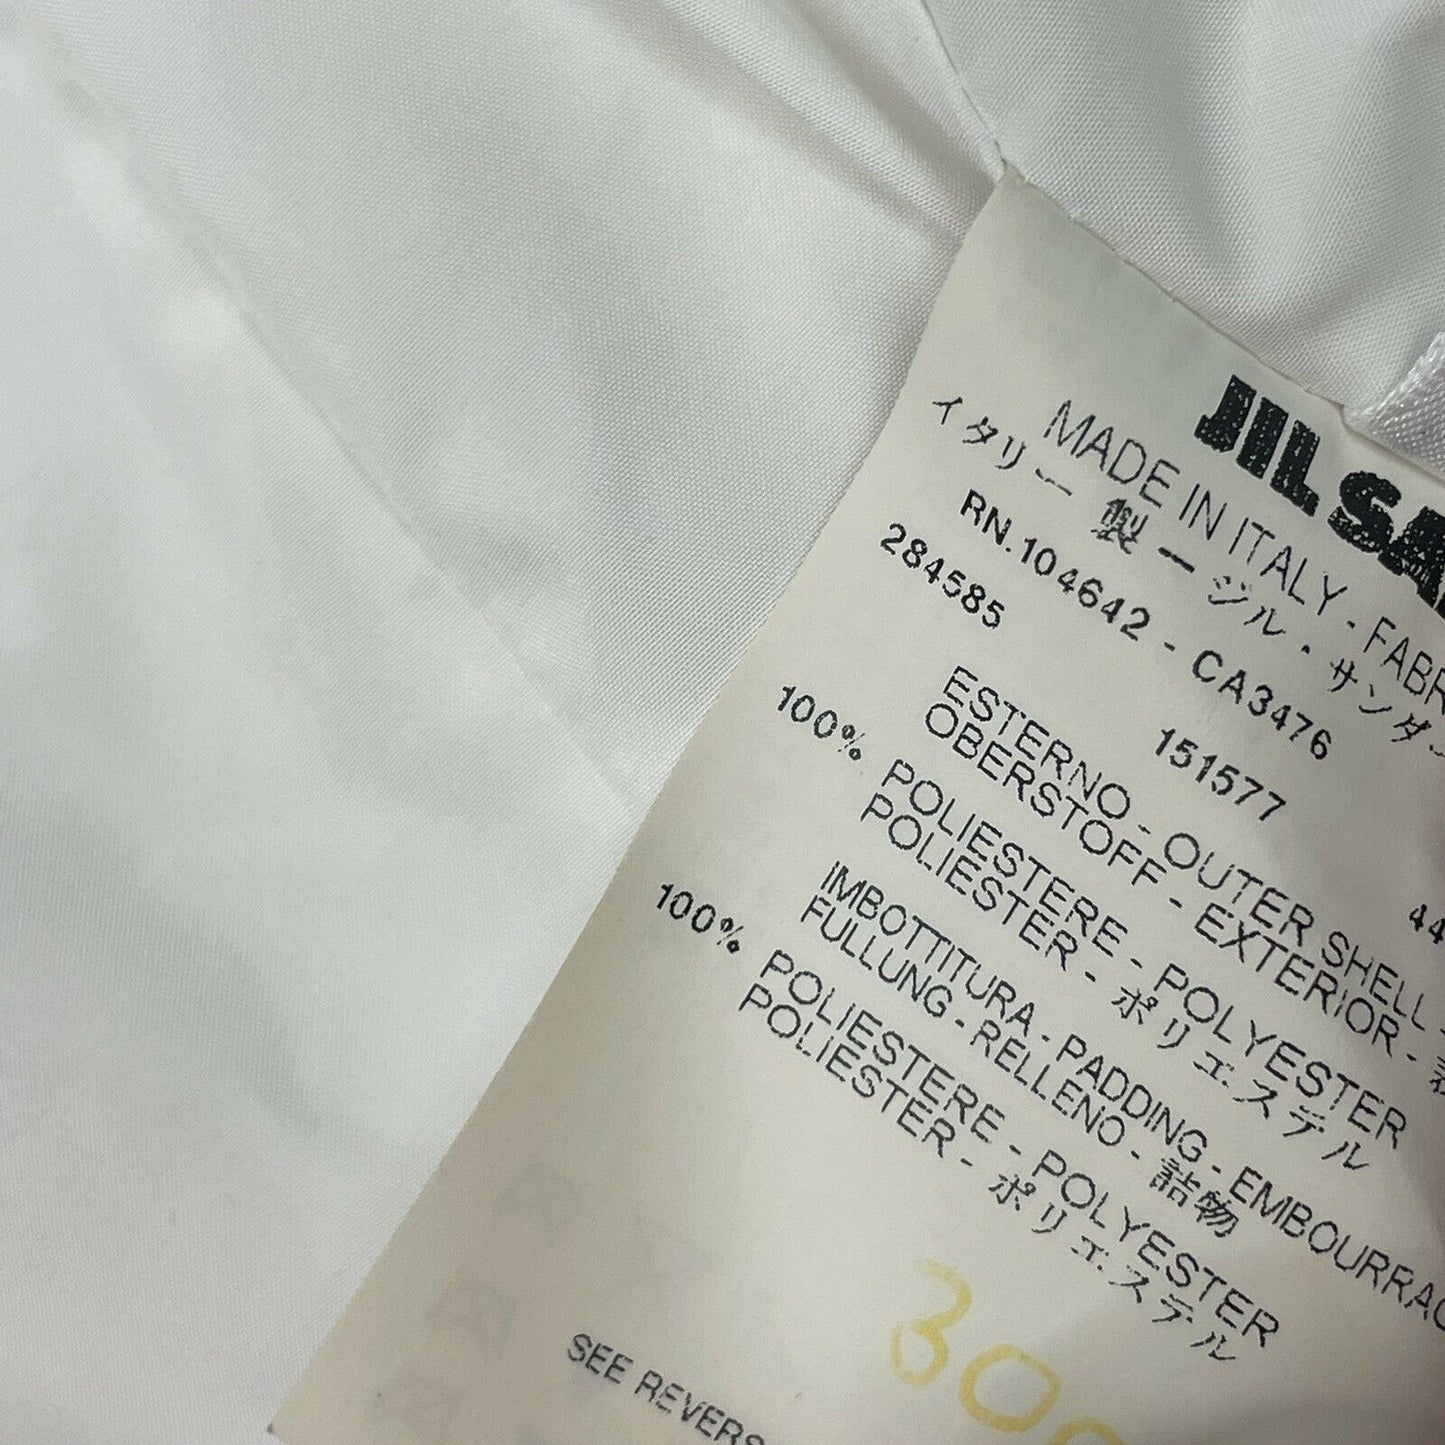 JIL SA
MADE IN ITALY - FABR
イタリー 製 ー ジル・サンダー
RN.104642 - CA3476
284585 151577 44
ESTERNO - OUTER SHELL -
OBERSTOFF - EXTERIOR -
100% POLIESTERE - POLYESTER
POLIESTER - ポリエステル
IMBOTTITURA - PADDING - EMBOURRAG
FULLUNG - RELLENO - 詰物
100% POLIESTERE - POLYESTER
POLIESTER - ポリエステル
300
SEE REVERS